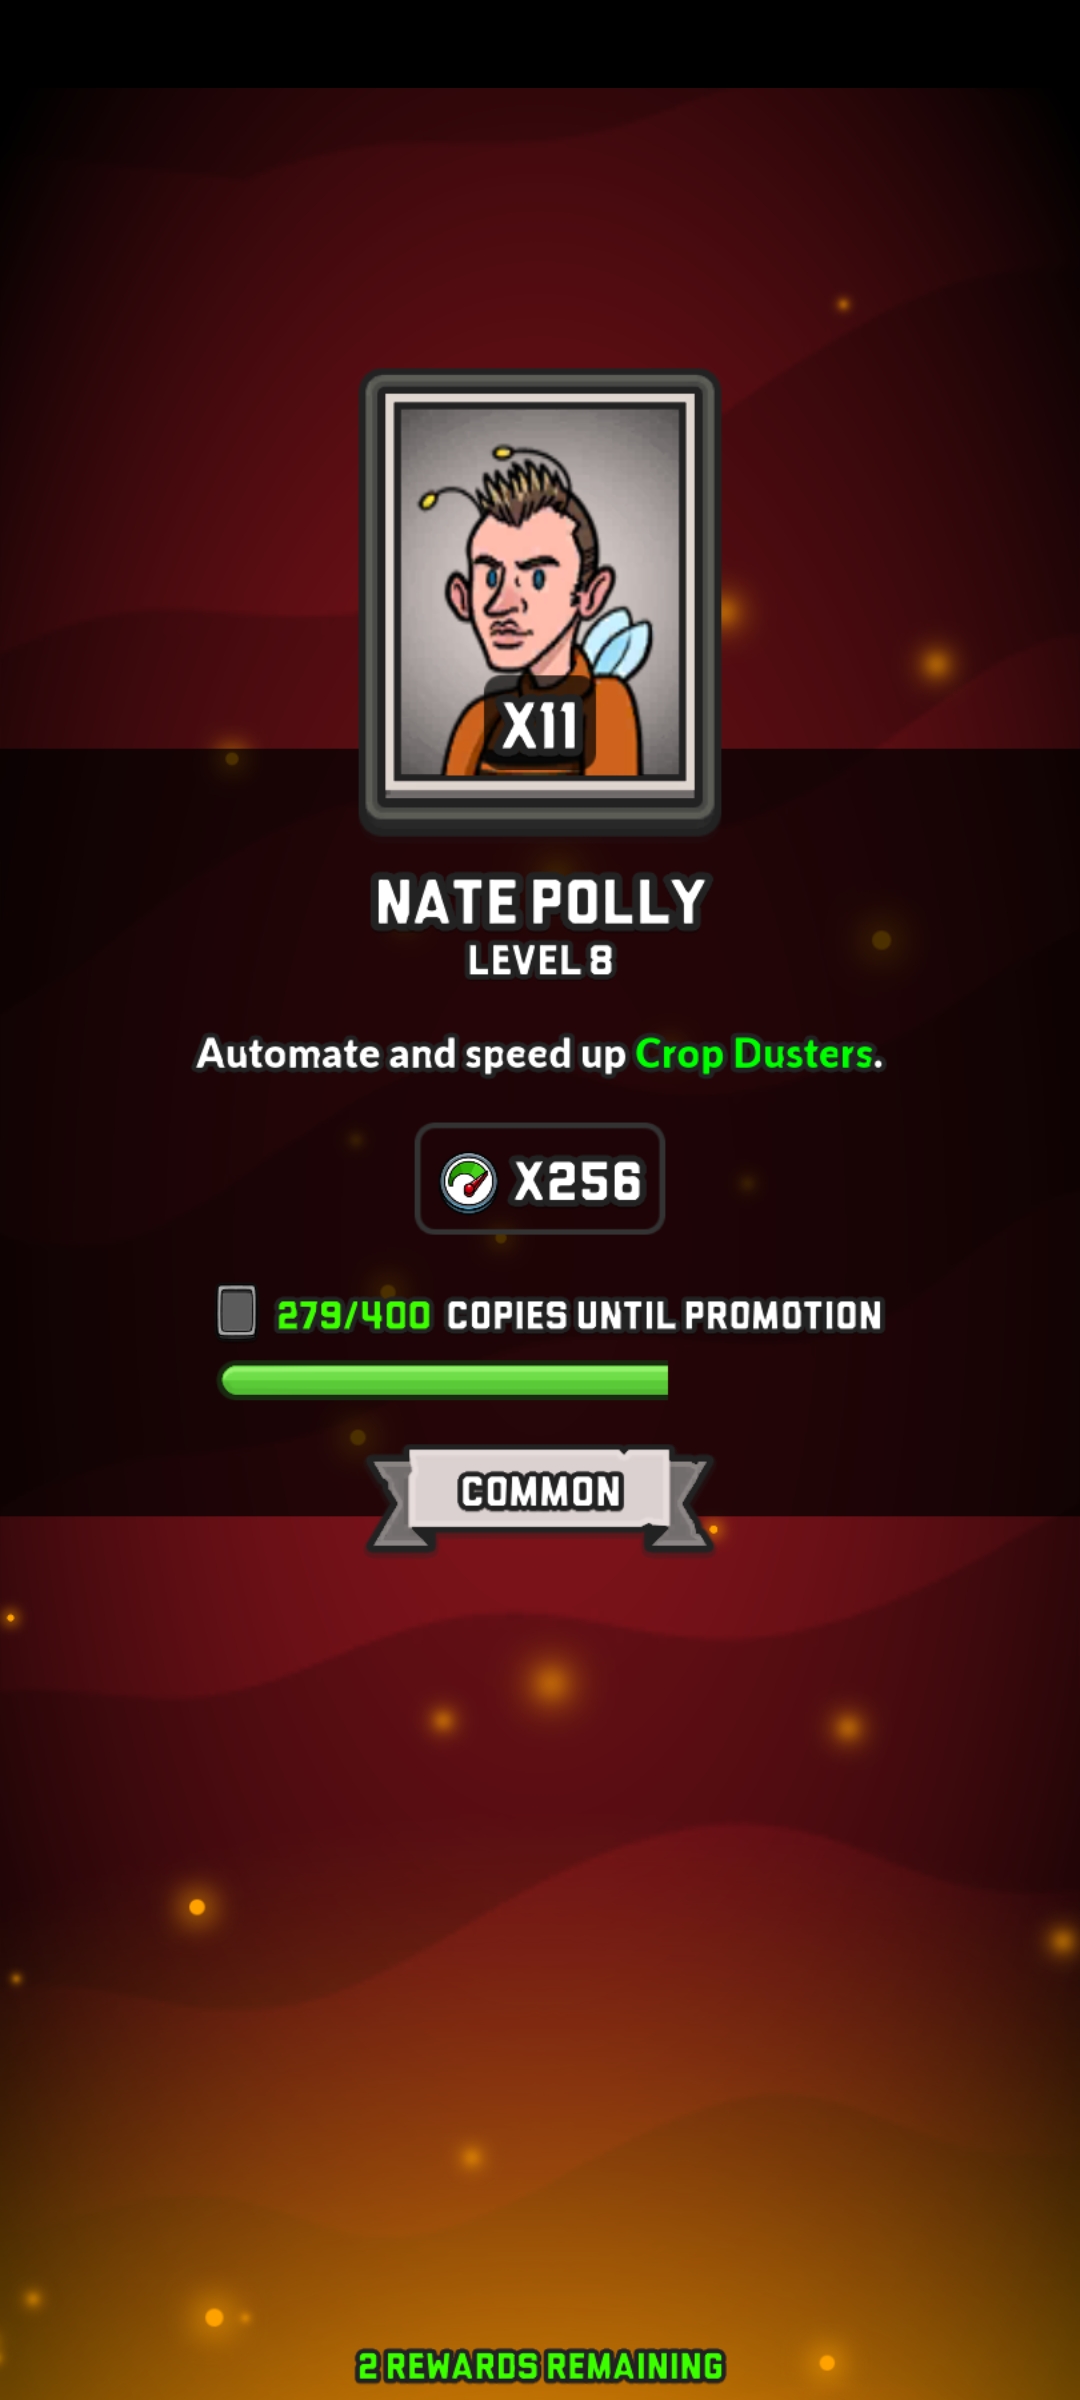 X11
NATE POLLY
LEVEL 8
Automate and speed up Crop Dusters.
X256
279/400 COPIES UNTIL PROMOTION
COMMON
2 REWARDS REMAINING